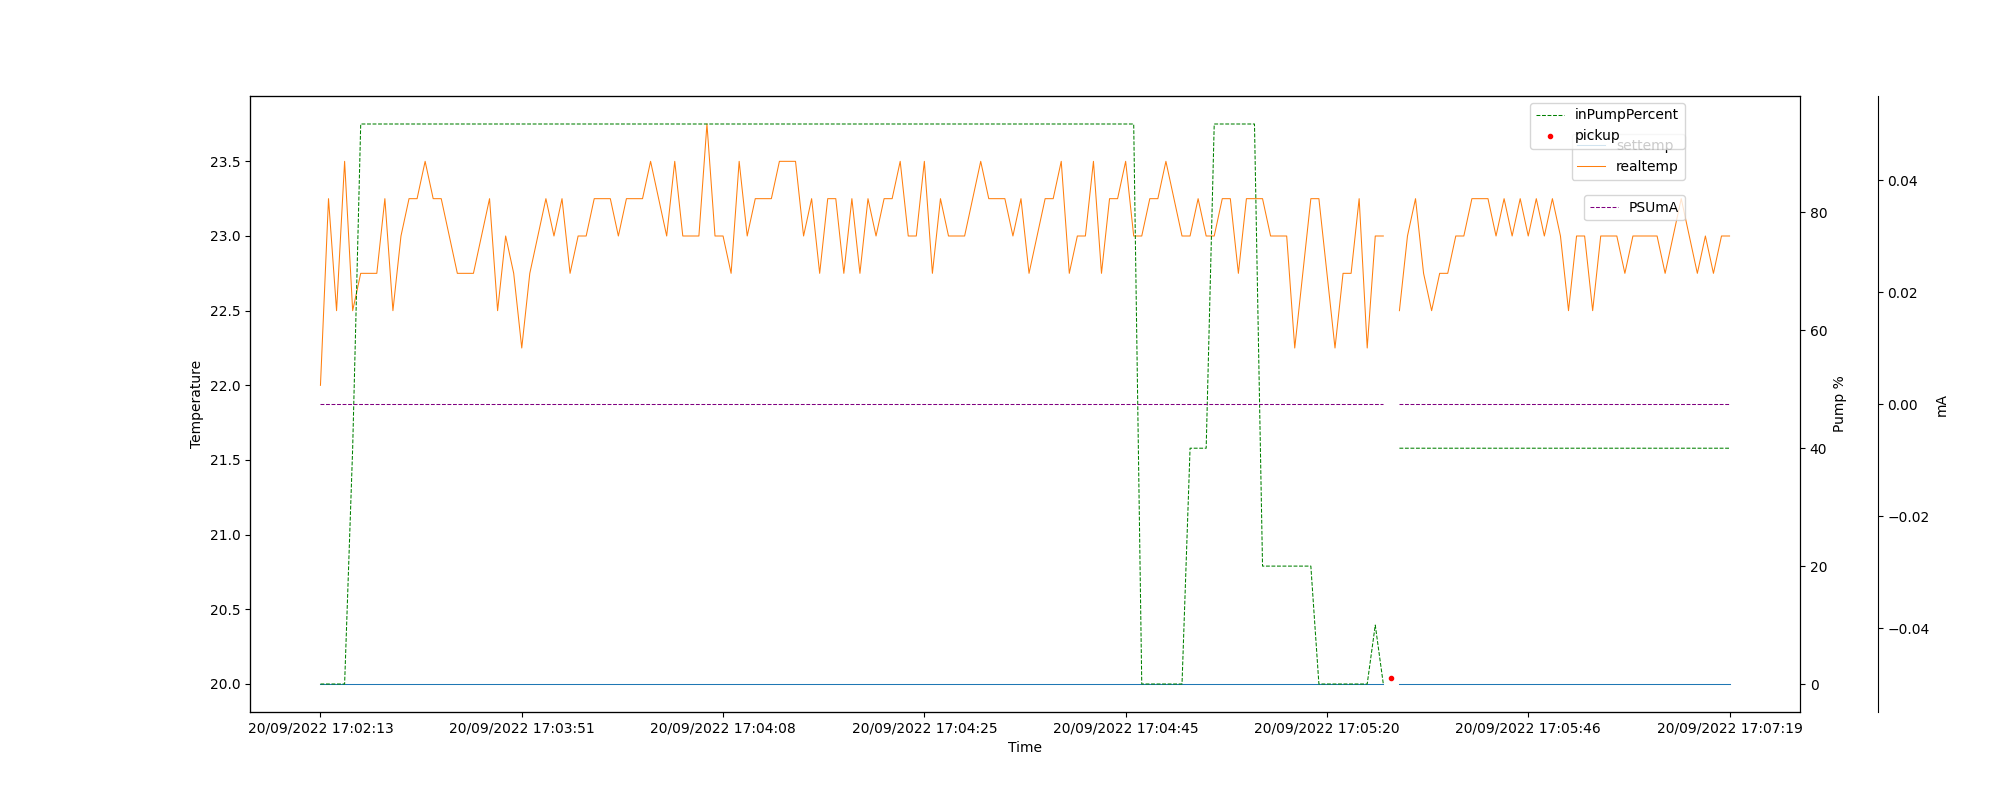 inPumpPercent
pickup
settemp
realtemp
PSUmA
23.5
23.0
22.5
22.0
21.5
21.0
20.5
20.0
Temperature
80
60
40
20
0
Pump %
0.04
0.02
0.00
−0.02
−0.04
mA
20/09/2022 17:02:13
20/09/2022 17:03:51
20/09/2022 17:04:08
20/09/2022 17:04:25
20/09/2022 17:04:45
20/09/2022 17:05:20
20/09/2022 17:05:46
20/09/2022 17:07:19
Time